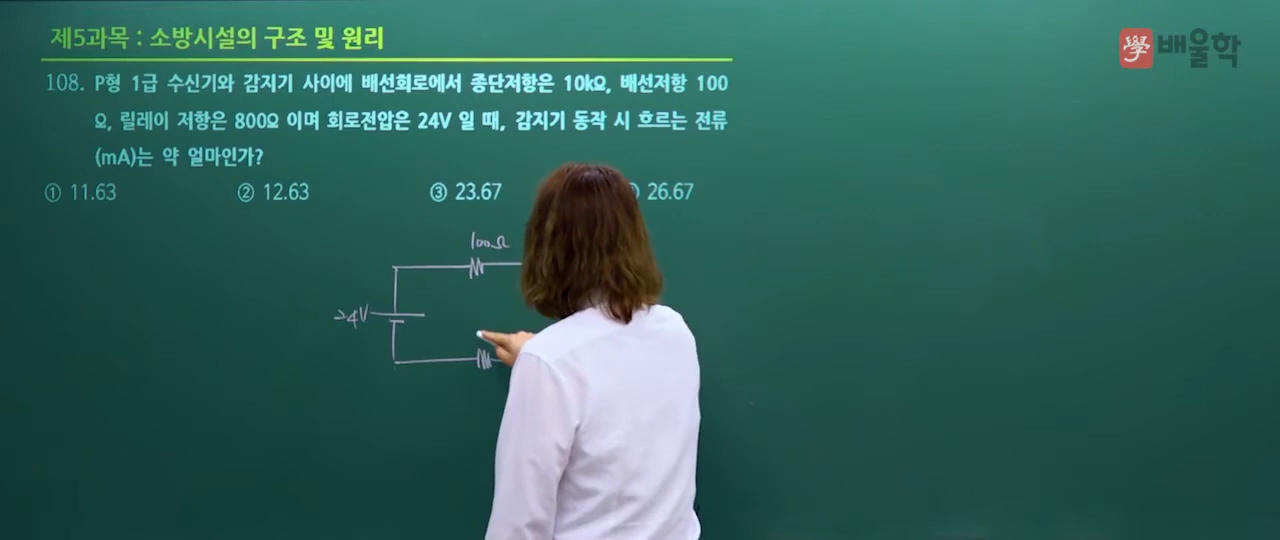 제5과목 : 소방시설의 구조 및 원리
學 배울학
108. P형 1급 수신기와 감지기 사이에 배선회로에서 종단저항은 10kΩ, 배선저항 100
Ω, 릴레이 저항은 800Ω 이며 회로전압은 24V 일 때, 감지기 동작 시 흐르는 전류
(mA)는 약 얼마인가?
① 11.63 ② 12.63 ③ 23.67 26.67
100Ω
24V